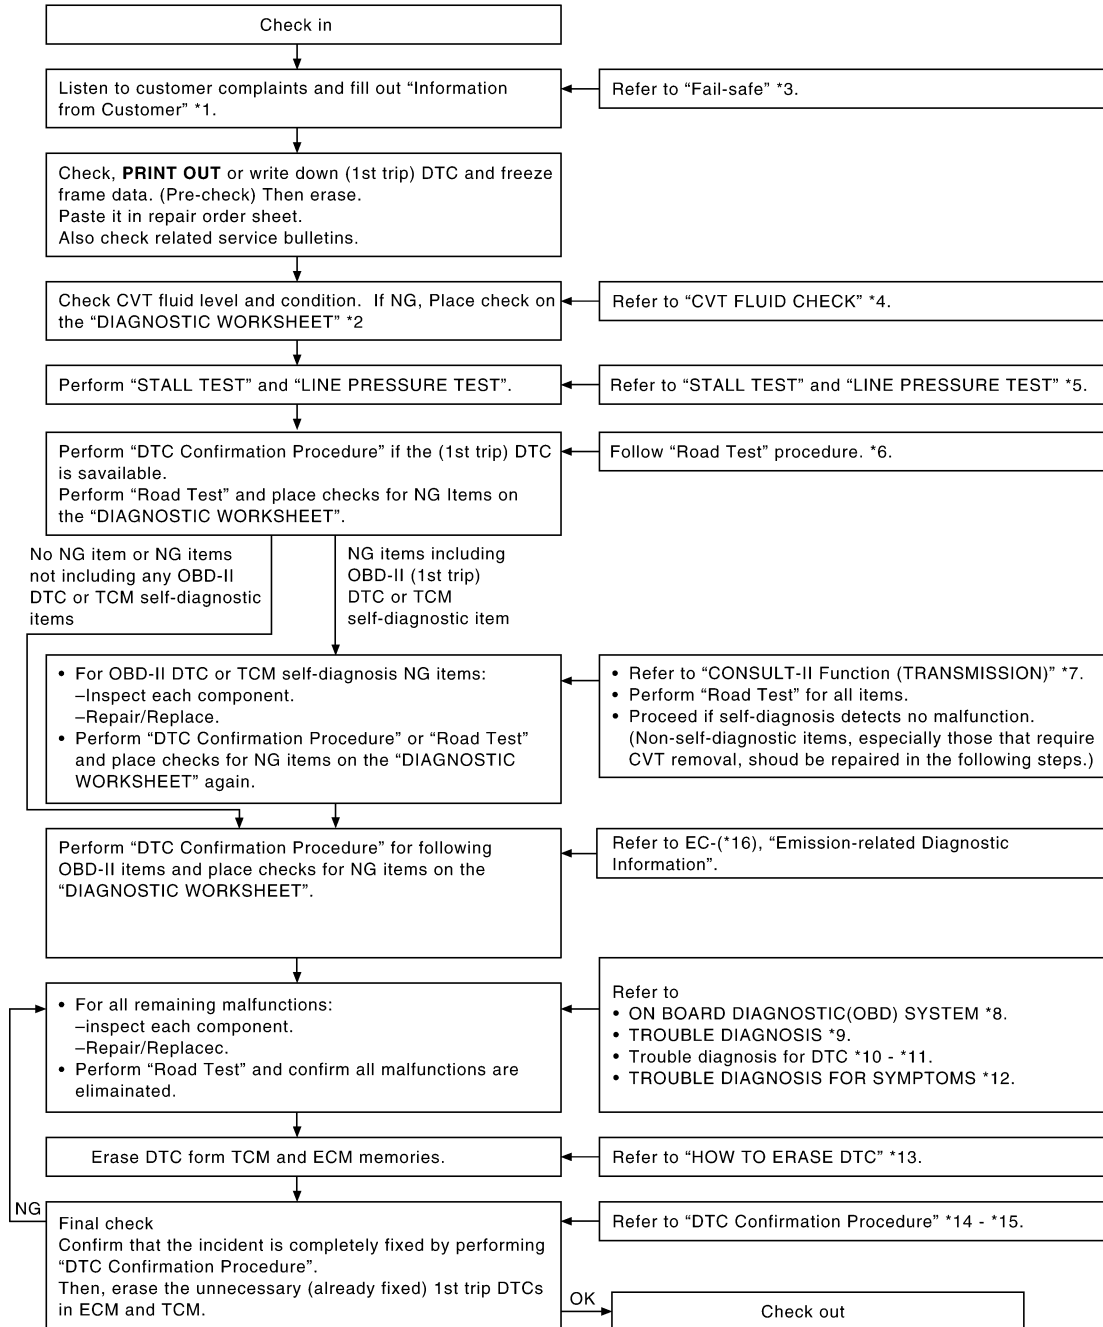 Check in
Listen to customer complaints and fill out “Information
from Customer” *1.
Refer to “Fail-safe” *3.
Check, PRINT OUT or write down (1st trip) DTC and freeze
frame data. (Pre-check) Then erase.
Paste it in repair order sheet.
Also check related service bulletins.
Check CVT fluid level and condition. If NG, Place check on
the “DIAGNOSTIC WORKSHEET” *2
Refer to “CVT FLUID CHECK” *4.
Perform “STALL TEST” and “LINE PRESSURE TEST”.
Refer to “STALL TEST” and “LINE PRESSURE TEST” *5.
Perform “DTC Confirmation Procedure” if the (1st trip) DTC
is savailable.
Perform “Road Test” and place checks for NG Items on
the “DIAGNOSTIC WORKSHEET”.
Follow “Road Test” procedure. *6.
No NG item or NG items
not including any OBD-II
DTC or TCM self-diagnostic
items
NG items including
OBD-II (1st trip)
DTC or TCM
self-diagnostic item
• For OBD-II DTC or TCM self-diagnosis NG items:
–Inspect each component.
–Repair/Replace.
• Perform “DTC Confirmation Procedure” or “Road Test”
and place checks for NG items on the “DIAGNOSTIC
WORKSHEET” again.
• Refer to “CONSULT-II Function (TRANSMISSION)” *7.
• Perform “Road Test” for all items.
• Proceed if self-diagnosis detects no malfunction.
(Non-self-diagnostic items, especially those that require
CVT removal, shoud be repaired in the following steps.)
Perform “DTC Confirmation Procedure” for following
OBD-II items and place checks for NG items on the
“DIAGNOSTIC WORKSHEET”.
Refer to EC-(*16), “Emission-related Diagnostic
Information”.
• For all remaining malfunctions:
–inspect each component.
–Repair/Replacec.
• Perform “Road Test” and confirm all malfunctions are
elimainated.
Refer to
• ON BOARD DIAGNOSTIC(OBD) SYSTEM *8.
• TROUBLE DIAGNOSIS *9.
• Trouble diagnosis for DTC *10 - *11.
• TROUBLE DIAGNOSIS FOR SYMPTOMS *12.
Erase DTC form TCM and ECM memories.
Refer to “HOW TO ERASE DTC” *13.
NG
Final check
Confirm that the incident is completely fixed by performing
“DTC Confirmation Procedure”.
Then, erase the unnecessary (already fixed) 1st trip DTCs
in ECM and TCM.
Refer to “DTC Confirmation Procedure” *14 - *15.
OK
Check out